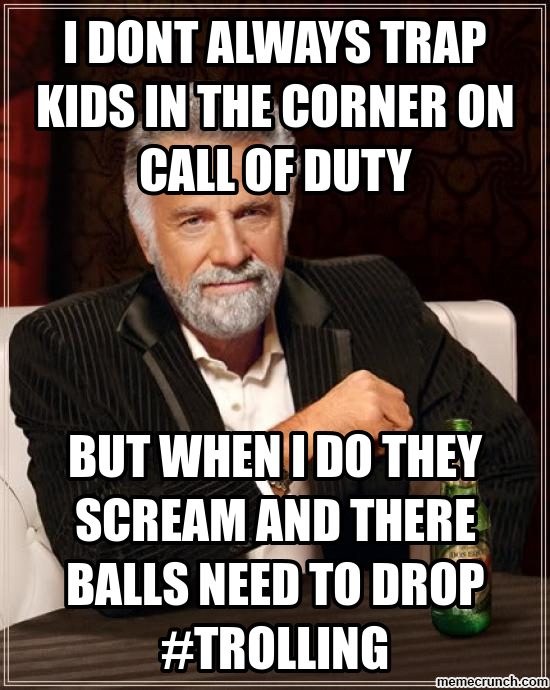 I DONT ALWAYS TRAP
KIDS IN THE CORNER ON
CALL OF DUTY
BUT WHEN I DO THEY
SCREAM AND THERE
BALLS NEED TO DROP
#TROLLING
memecrunch.com